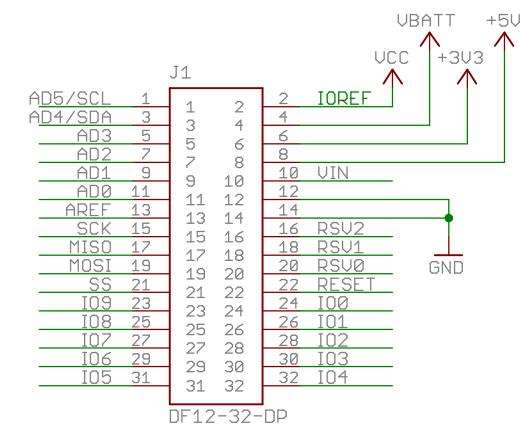 VBATT +5V
VCC +3V3
J1
AD5/SCL 1 1 2 2 IOREF
AD4/SDA 3 3 4 4
AD3 5 5 6 6
AD2 7 7 8 8
AD1 9 9 10 10 VIN
AD0 11 11 12 12
AREF 13 13 14 14
SCK 15 15 16 16 RSV2
MISO 17 17 18 18 RSV1
MOSI 19 19 20 20 RSV0
SS 21 21 22 22 RESET
IO9 23 23 24 24 IO0
IO8 25 25 26 26 IO1
IO7 27 27 28 28 IO2
IO6 29 29 30 30 IO3
IO5 31 31 32 32 IO4
GND
DF12-32-DP